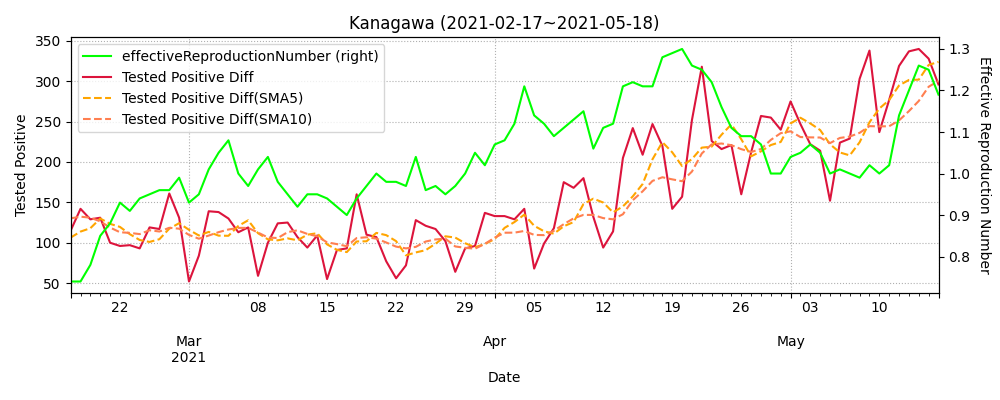 Kanagawa (2021-02-17~2021-05-18)
effectiveReproductionNumber (right)
Tested Positive Diff
Tested Positive Diff(SMA5)
Tested Positive Diff(SMA10)
350
300
250
200
150
100
50
Tested Positive
1.3
1.2
1.1
1.0
0.9
0.8
Effective Reproduction Number
22 08 15 22 29 05 12 19 26 03 10
Mar Apr May
2021
Date